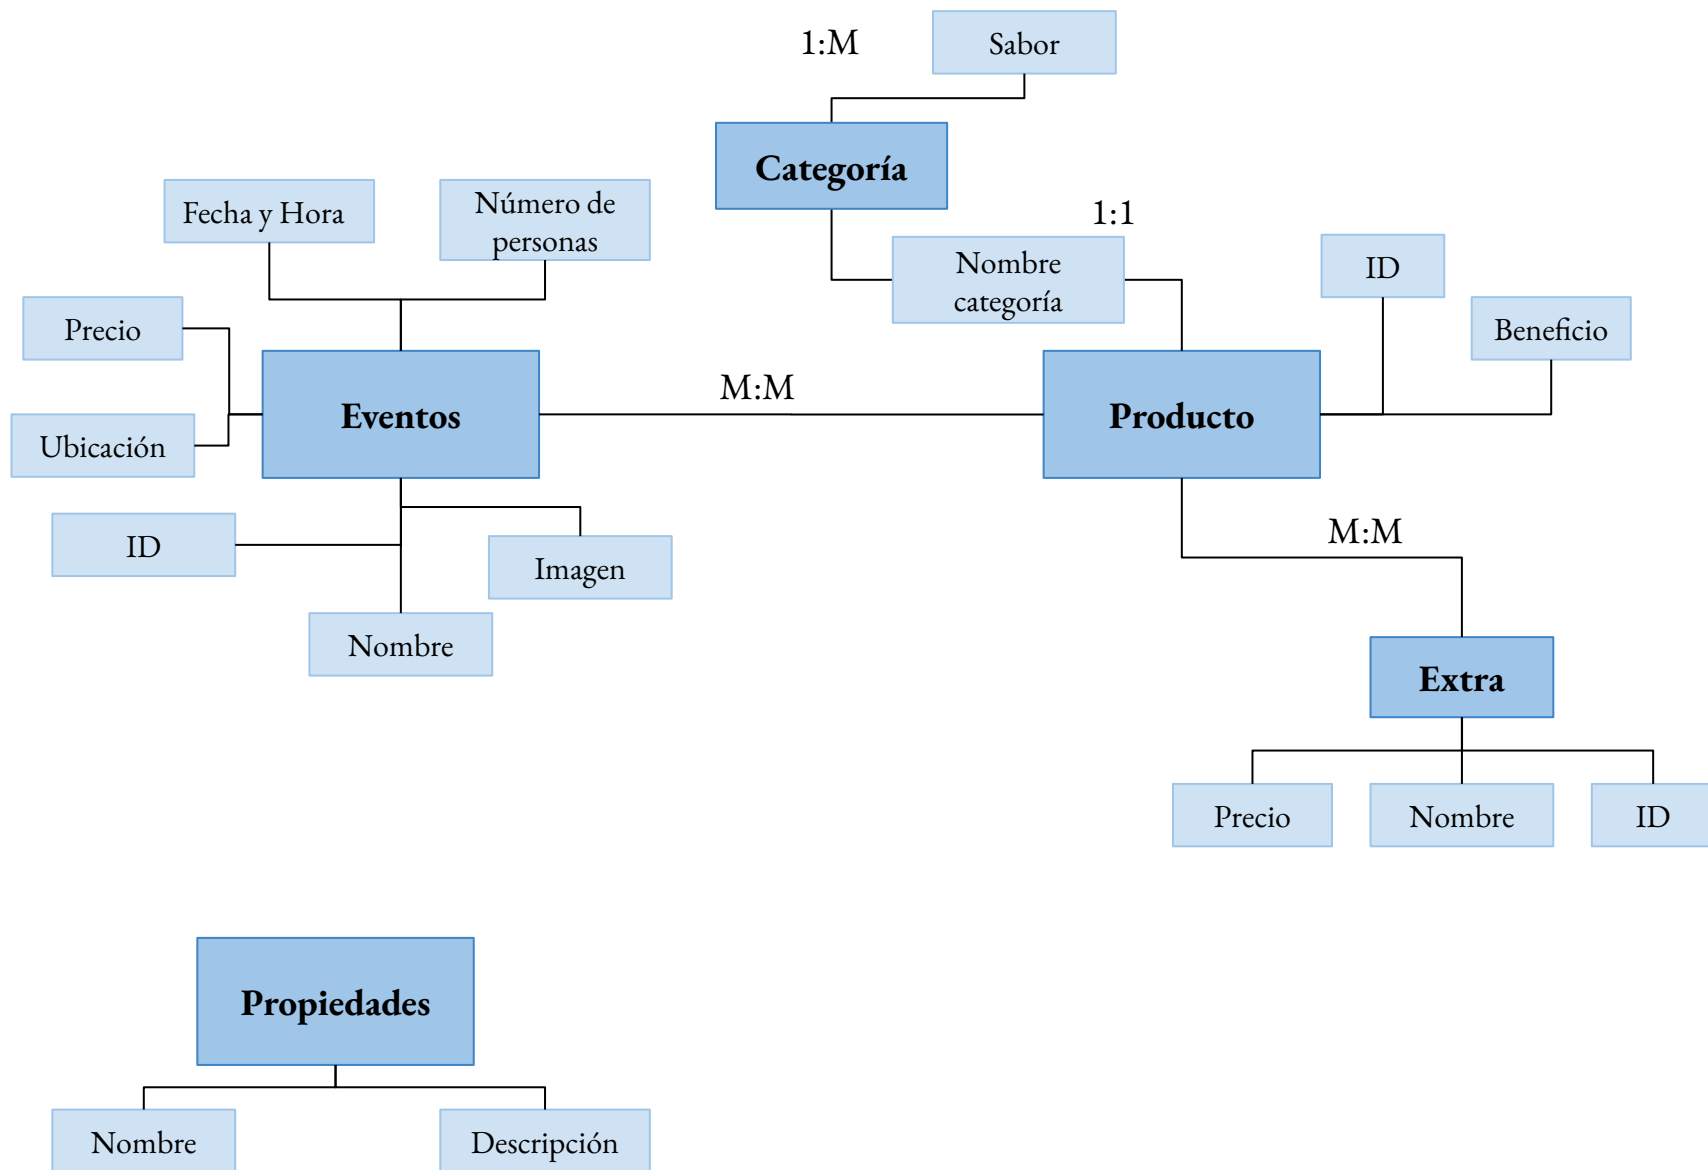 1:M
Sabor
Categoría
Fecha y Hora
Número de
personas
1:1
Nombre
categoría
ID
Precio
Beneficio
Eventos
M:M
Producto
Ubicación
ID
Imagen
M:M
Nombre
Extra
Precio
Nombre
ID
Propiedades
Nombre
Descripción